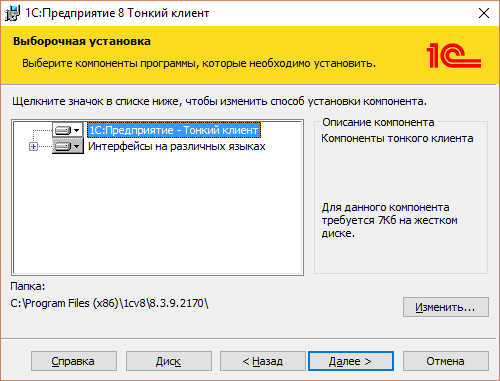 1С:Предприятие 8 Тонкий клиент
Выборочная установка
Выберите компоненты программы, которые необходимо установить.
1С
Щелкните значок в списке ниже, чтобы изменить способ установки компонента.
1С:Предприятие - Тонкий клиент
Интерфейсы на различных языках
Описание компонента
Компоненты тонкого клиента
Для данного компонента
требуется 7Кб на жестком
диске.
Папка:
C:\Program Files (x86)\1cv8\8.3.9.2170\
Изменить...
Справка
Диск
< Назад
Далее >
Отмена